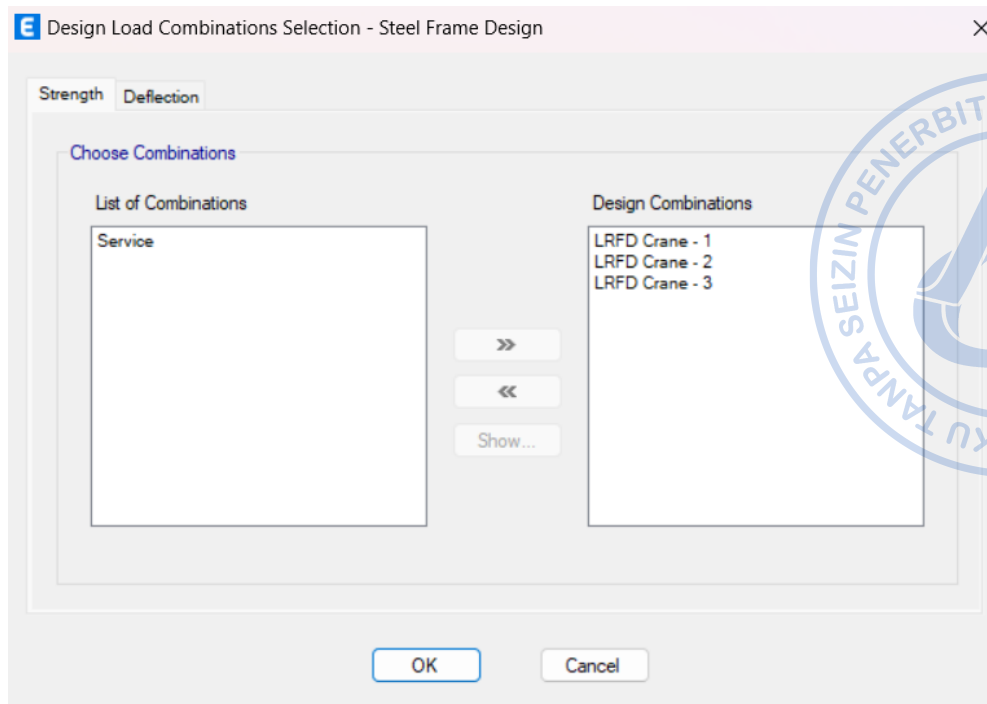 E Design Load Combinations Selection - Steel Frame Design
Strength
Deflection
Choose Combinations
List of Combinations
Design Combinations
Service
LRFD Crane - 1
LRFD Crane - 2
LRFD Crane - 3
>>
<<
Show...
OK
Cancel
KU TANPA SEIZIN PENERBIT